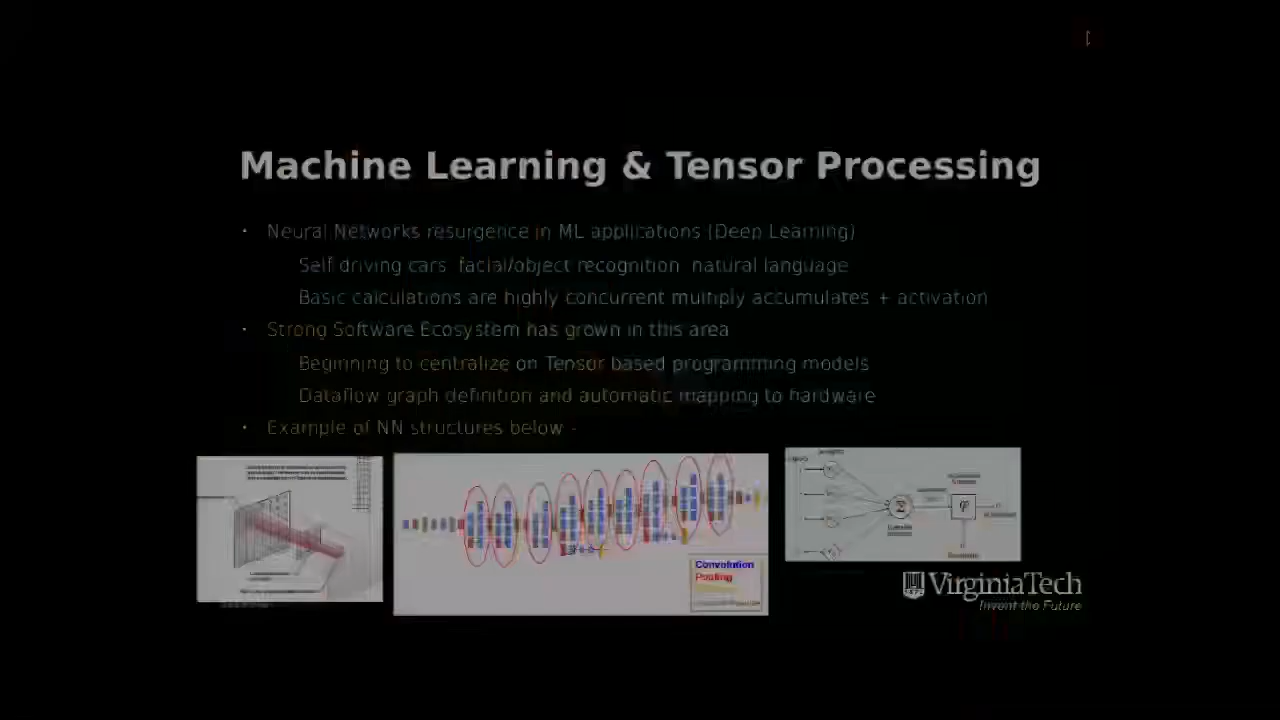 Machine Learning & Tensor Processing
• Neural Networks resurgence in ML applications (Deep Learning)
Self driving cars facial/object recognition natural language
Basic calculations are highly concurrent multiply accumulates + activation
• Strong Software Ecosystem has grown in this area
Beginning to centralize on Tensor based programming models
Dataflow graph definition and automatic mapping to hardware
• Example of NN structures below -
Σ
φ
Convolution
Pooling
VirginiaTech
Invent the Future